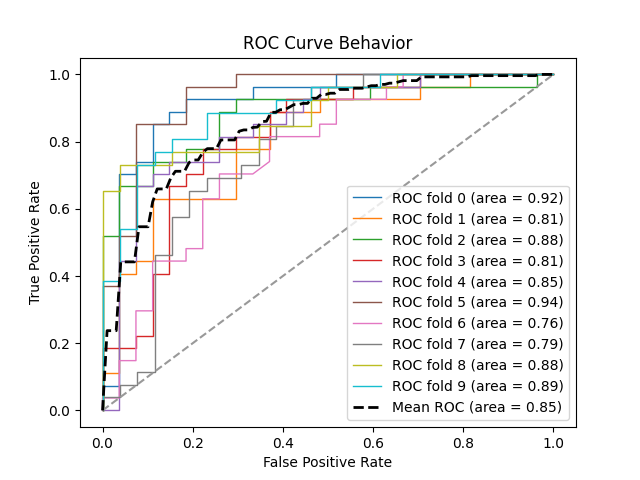 ROC Curve Behavior
True Positive Rate
1.0
0.8
0.6
0.4
0.2
0.0
ROC fold 0 (area = 0.92)
ROC fold 1 (area = 0.81)
ROC fold 2 (area = 0.88)
ROC fold 3 (area = 0.81)
ROC fold 4 (area = 0.85)
ROC fold 5 (area = 0.94)
ROC fold 6 (area = 0.76)
ROC fold 7 (area = 0.79)
ROC fold 8 (area = 0.88)
ROC fold 9 (area = 0.89)
Mean ROC (area = 0.85)
0.0 0.2 0.4 0.6 0.8 1.0
False Positive Rate